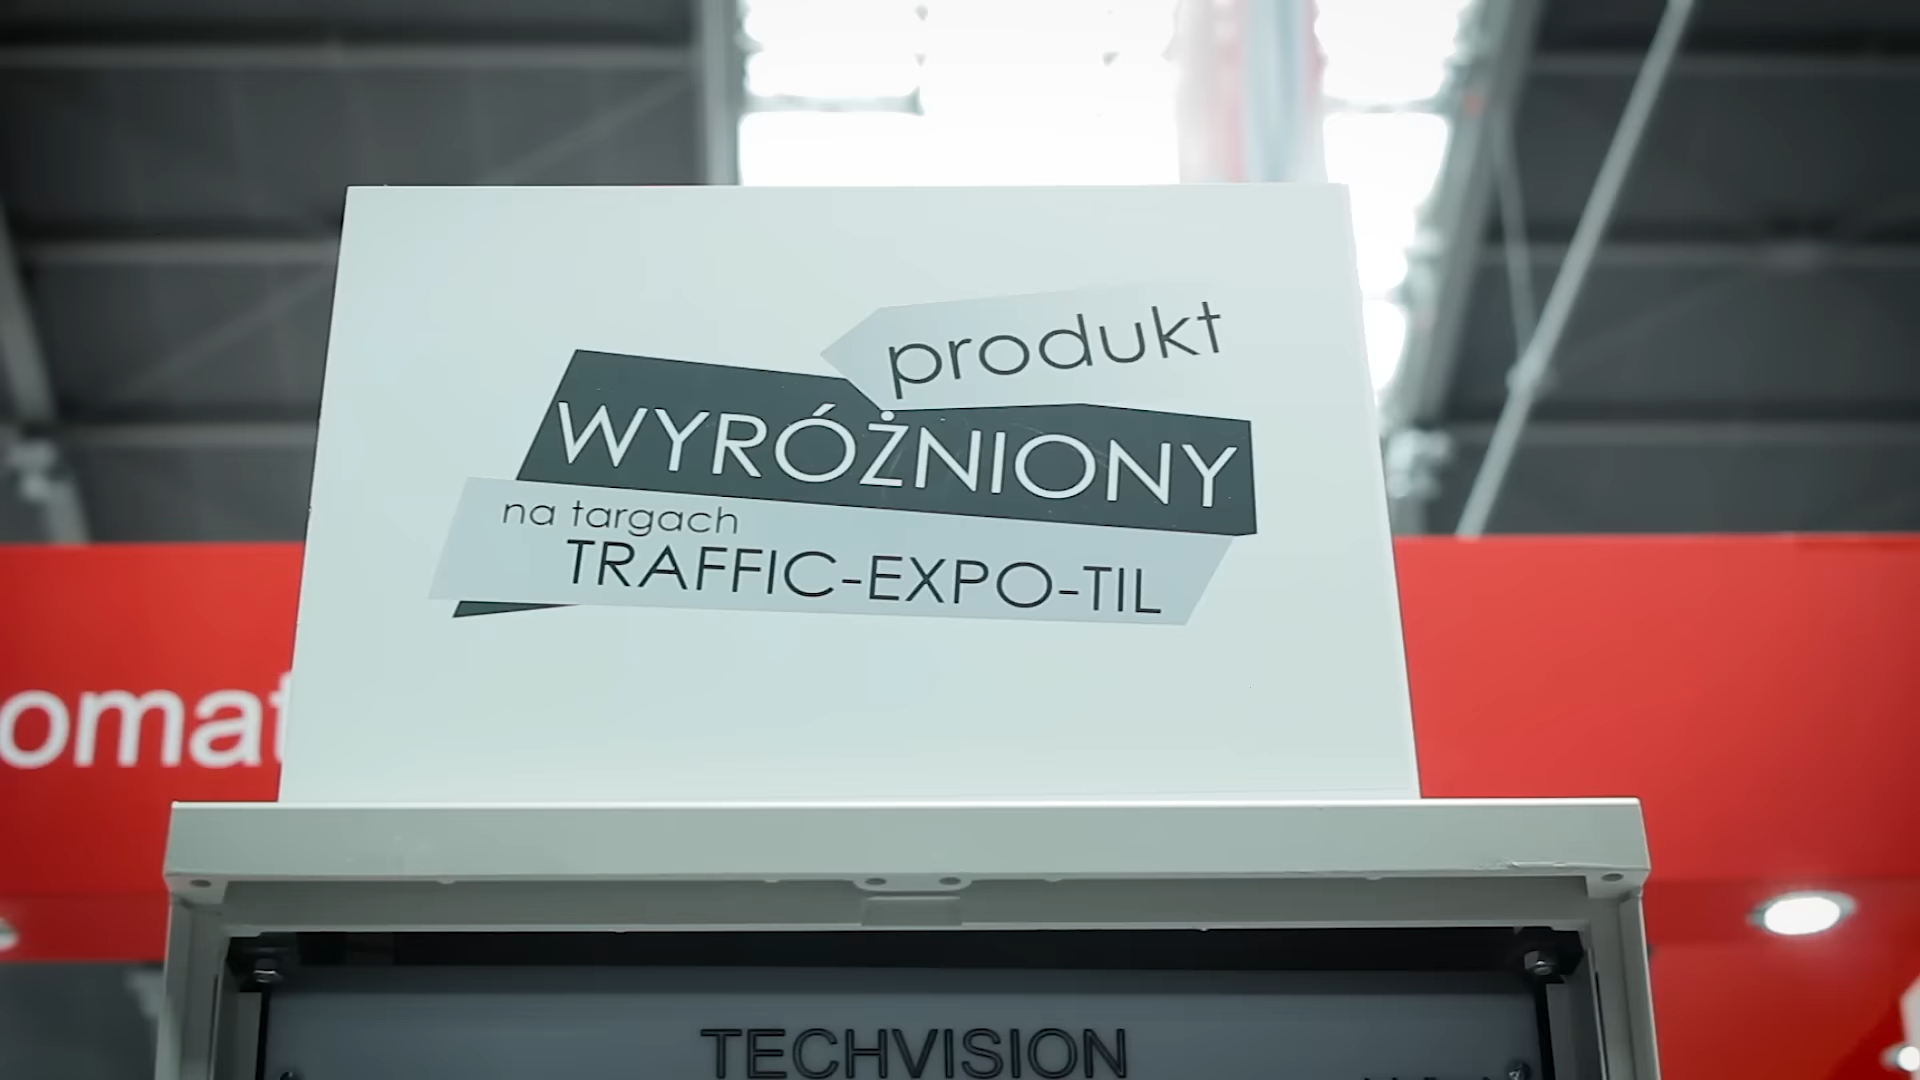 produkt
WYRÓŻNIONY
na targach
TRAFFIC-EXPO-TIL
omat
TECHVISION